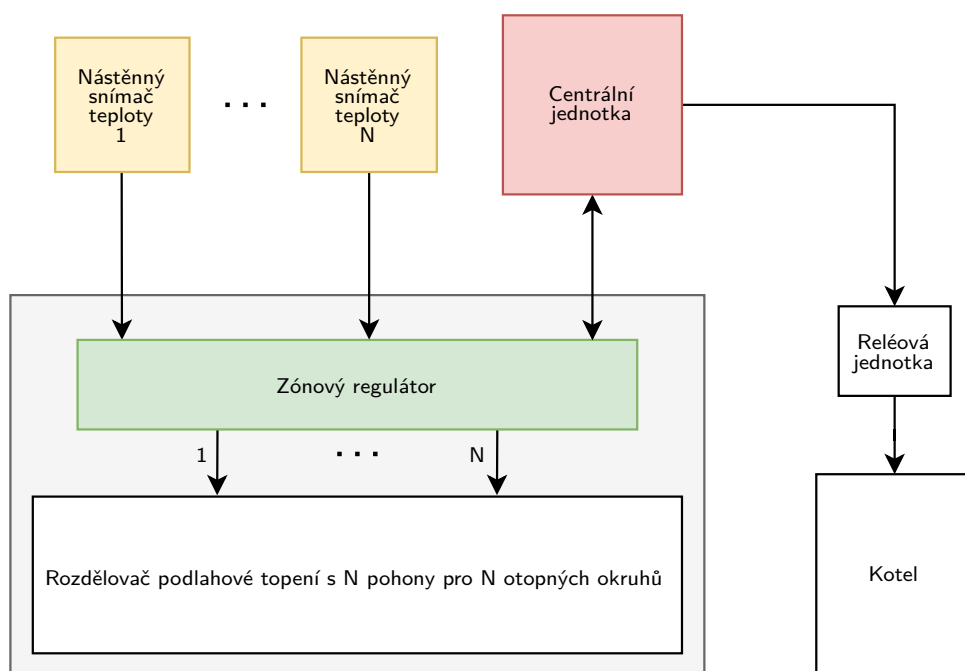 Nástěnný
snímač
teploty
1
. . .
Nástěnný
snímač
teploty
N
Centrální
jednotka
Reléová
jednotka
Zónový regulátor
1
. . .
N
Rozdělovač podlahové topení s N pohony pro N otopných okruhů
Kotel